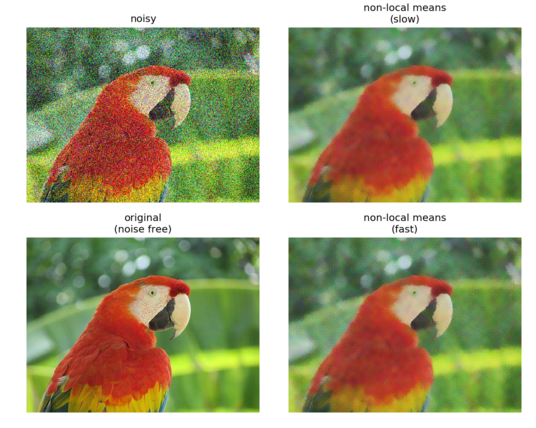 noisy
non-local means
(slow)
original
(noise free)
non-local means
(fast)